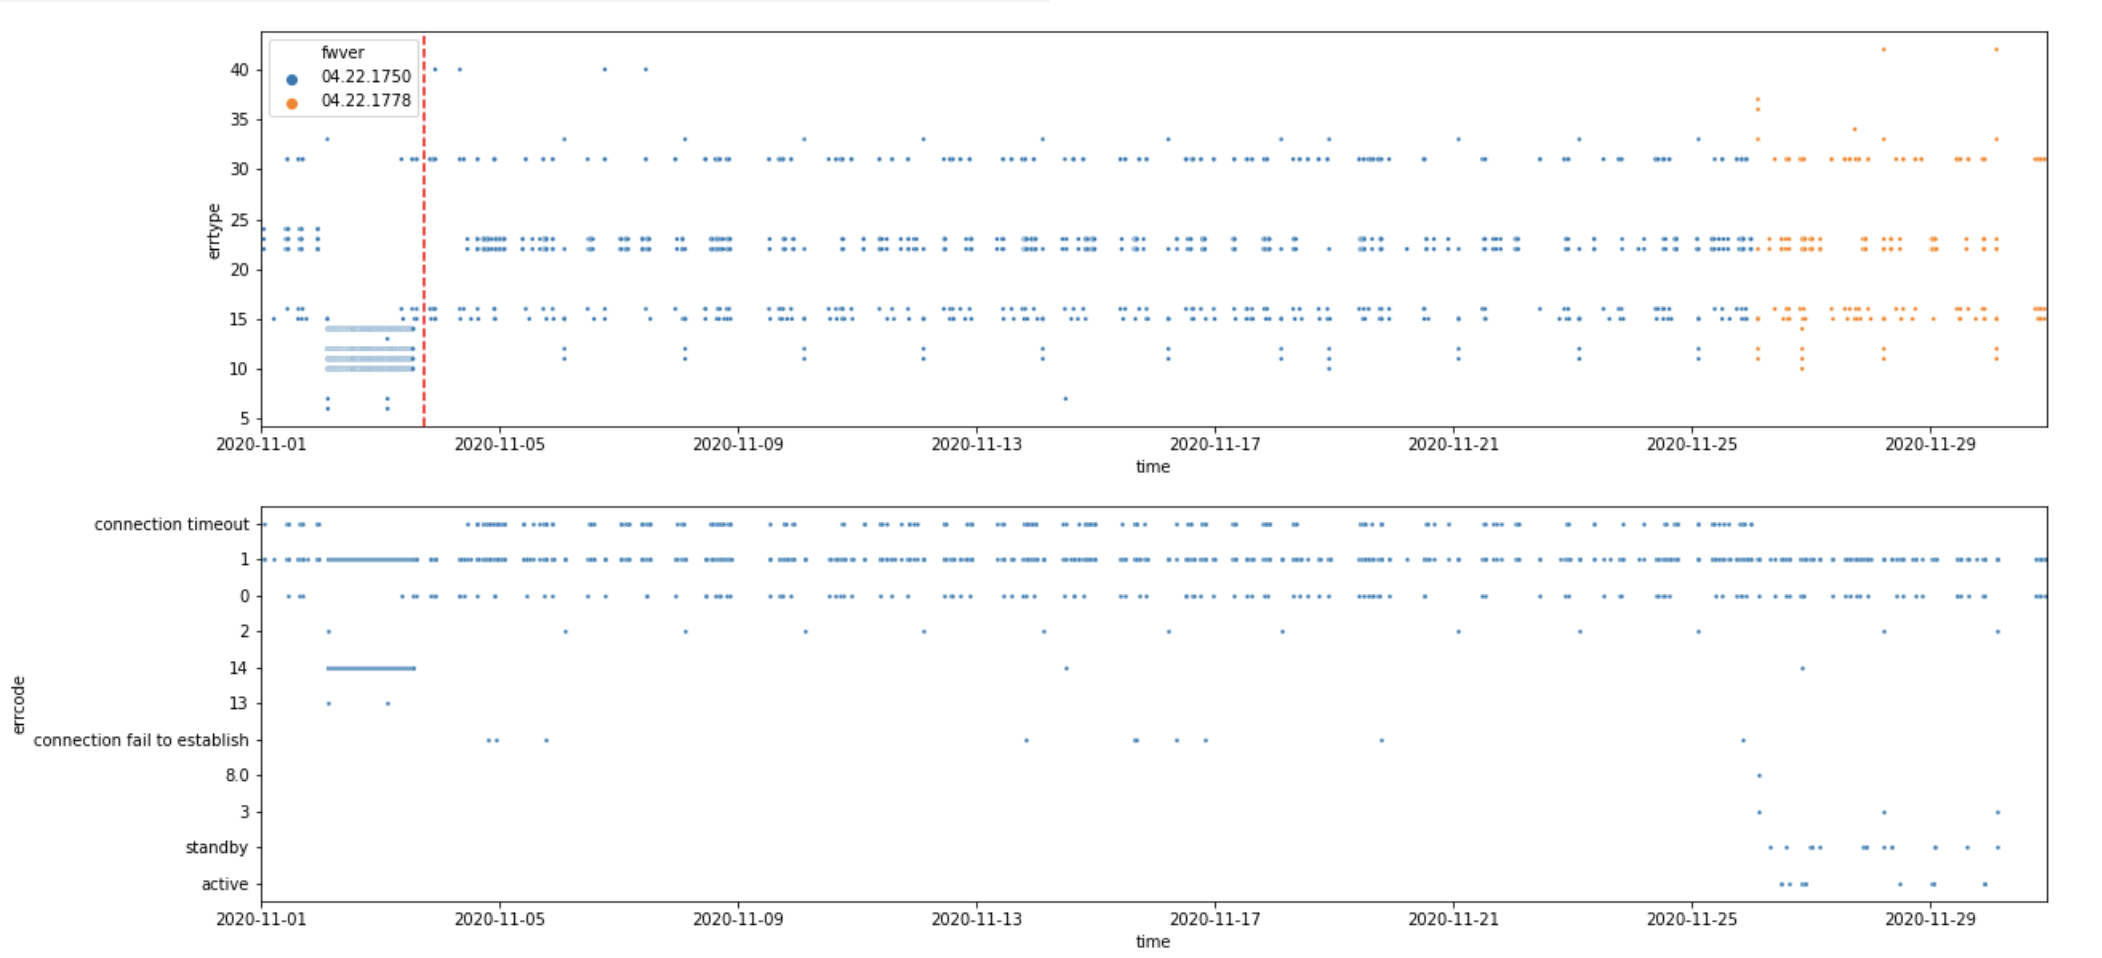 fwver
04.22.1750
04.22.1778
40
35
30
25
20
15
10
5
errtype
2020-11-01 2020-11-05 2020-11-09 2020-11-13 2020-11-17 2020-11-21 2020-11-25 2020-11-29
time
connection timeout
1
0
2
14
13
connection fail to establish
8.0
3
standby
active
errcode
2020-11-01 2020-11-05 2020-11-09 2020-11-13 2020-11-17 2020-11-21 2020-11-25 2020-11-29
time